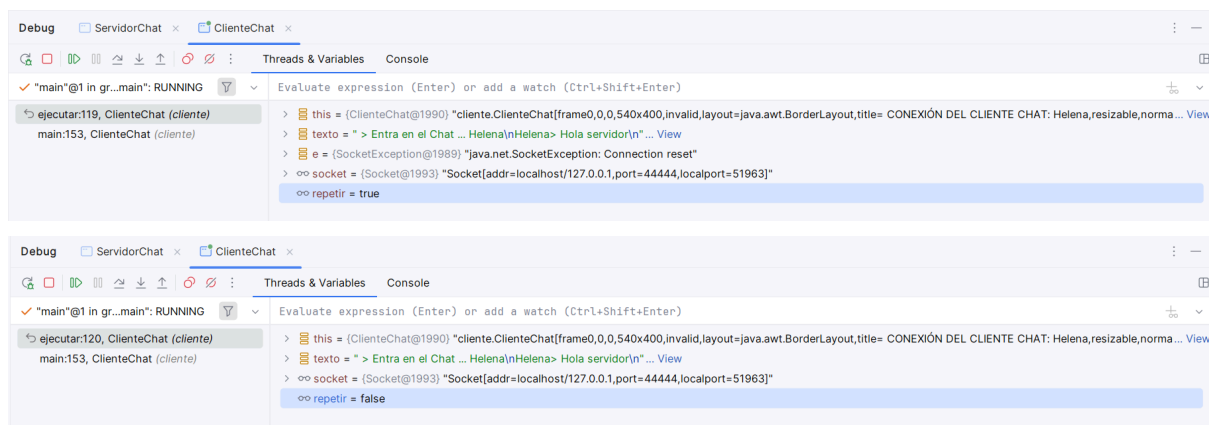 Debug ServidorChat × ClienteChat ×
Threads & Variables Console
"main"@1 in gr...main": RUNNING Evaluate expression (Enter) or add a watch (Ctrl+Shift+Enter)
ejecutar:119, ClienteChat (cliente) this = {ClienteChat@1990} "cliente.ClienteChat[frame0,0,0,540x400,invalid,layout=java.awt.BorderLayout,title= CONEXIÓN DEL CLIENTE CHAT: Helena,resizable,norma... View
main:153, ClienteChat (cliente) texto = " > Entra en el Chat ... Helena\nHelena> Hola servidor\n"... View
e = {SocketException@1989} "java.net.SocketException: Connection reset"
socket = {Socket@1993} "Socket[addr=localhost/127.0.0.1,port=44444,localport=51963]"
repetir = true
Debug ServidorChat × ClienteChat ×
Threads & Variables Console
"main"@1 in gr...main": RUNNING Evaluate expression (Enter) or add a watch (Ctrl+Shift+Enter)
ejecutar:120, ClienteChat (cliente) this = {ClienteChat@1990} "cliente.ClienteChat[frame0,0,0,540x400,invalid,layout=java.awt.BorderLayout,title= CONEXIÓN DEL CLIENTE CHAT: Helena,resizable,norma... View
main:153, ClienteChat (cliente) texto = " > Entra en el Chat ... Helena\nHelena> Hola servidor\n"... View
socket = {Socket@1993} "Socket[addr=localhost/127.0.0.1,port=44444,localport=51963]"
repetir = false